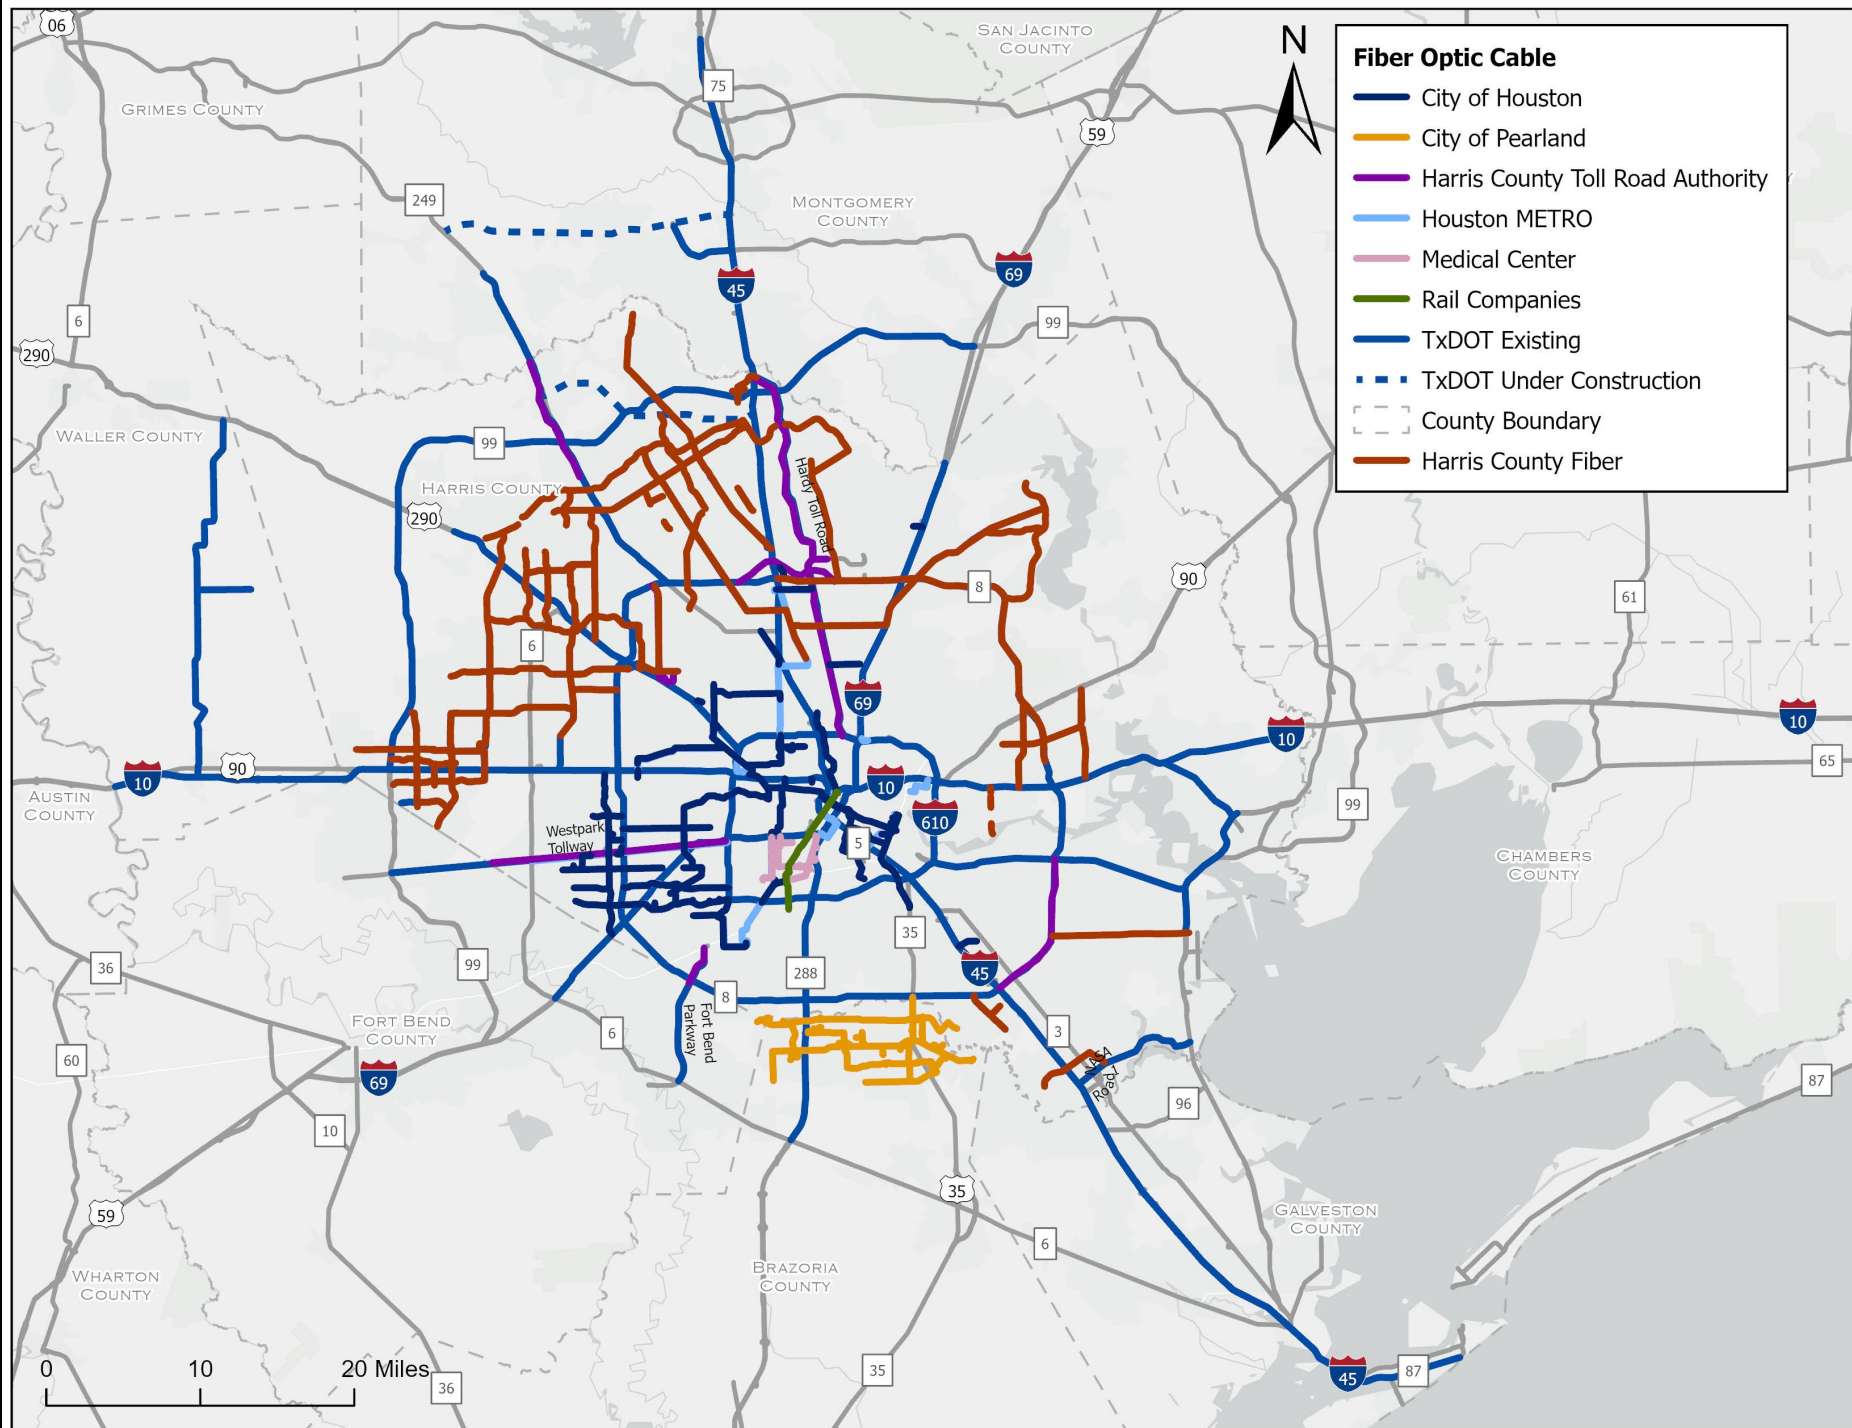 06
SAN JACINTO
COUNTY
N
Fiber Optic Cable
City of Houston
City of Pearland
Harris County Toll Road Authority
Houston METRO
Medical Center
Rail Companies
TxDOT Existing
TxDOT Under Construction
County Boundary
Harris County Fiber
75
GRIMES COUNTY
59
249
MONTGOMERY
COUNTY
69
45
6
99
290
WALLER COUNTY
99
HARRIS COUNTY
Hardy Toll Road
290
90
8
61
6
69
10
10
10
90
65
10
AUSTIN
COUNTY
99
610
Westpark
Tollway
5
CHAMBERS
COUNTY
35
36
99
45
288
8
FORT BEND
COUNTY
6
Fort Bend
Parkway
3
60
69
NASA
Road 1
87
96
10
35
59
GALVESTON
COUNTY
6
WHARTON
COUNTY
BRAZORIA
COUNTY
0 10 20 Miles
36
35
45
87